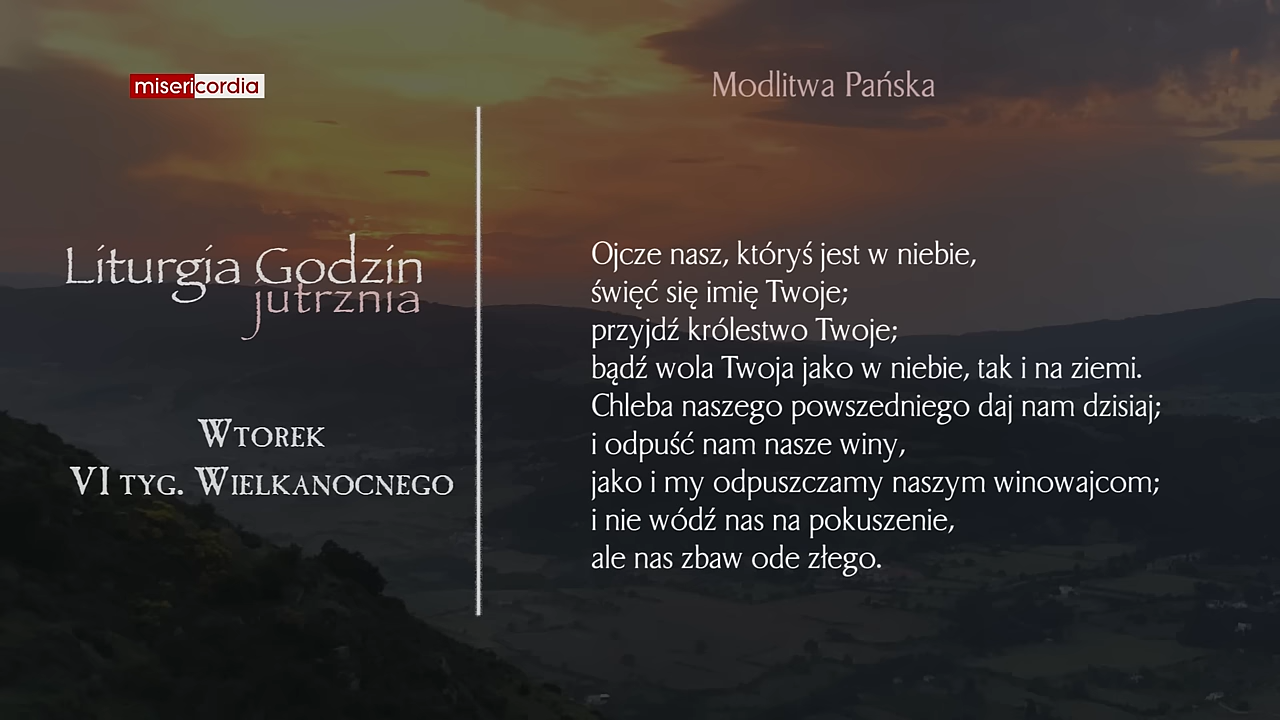 misericordia
Liturgia Godzin
jutrznia
Wtorek
VI tyg. Wielkanocnego
Modlitwa Pańska
Ojcze nasz, któryś jest w niebie,
święć się imię Twoje;
przyjdź królestwo Twoje;
bądź wola Twoja jako w niebie, tak i na ziemi.
Chleba naszego powszedniego daj nam dzisiaj;
i odpuść nam nasze winy,
jako i my odpuszczamy naszym winowajcom;
i nie wódź nas na pokuszenie,
ale nas zbaw ode złego.